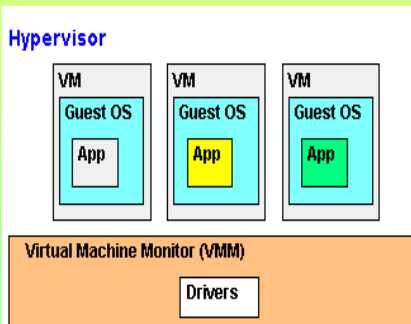 Hypervisor
VM VM VM
Guest OS Guest OS Guest OS
App App App
Virtual Machine Monitor (VMM)
Drivers